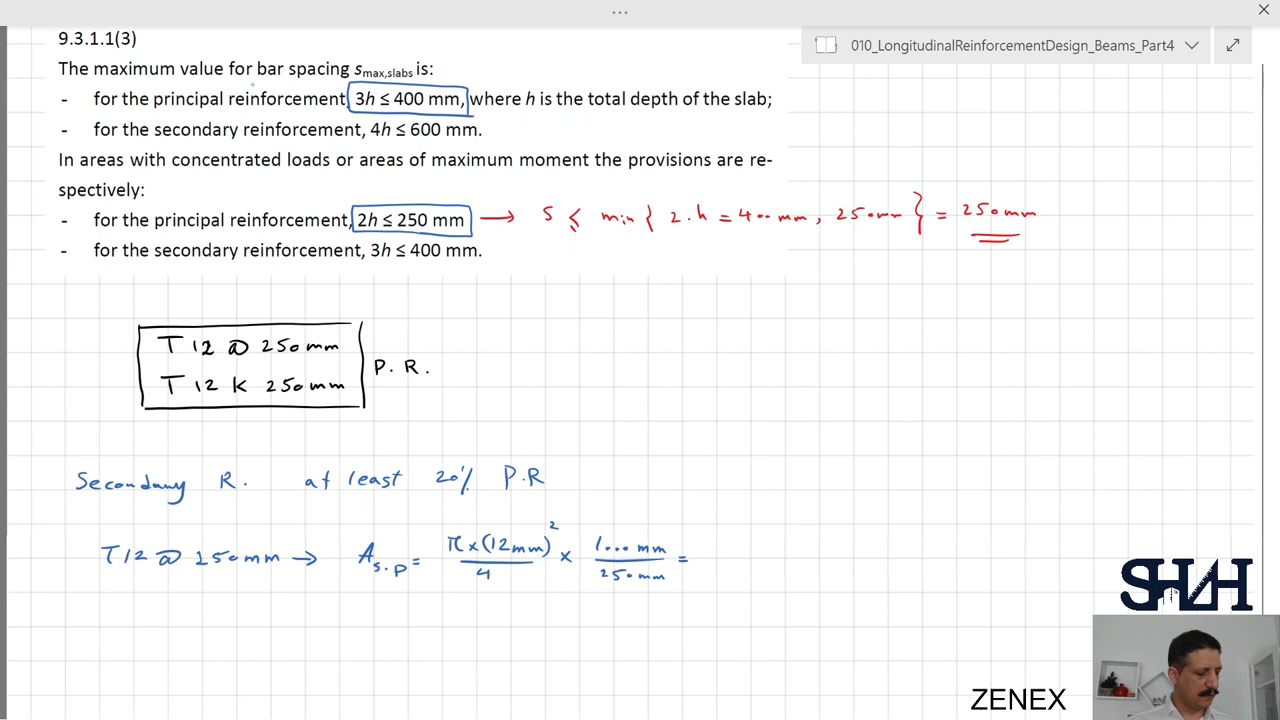 010_LongitudinalReinforcementDesign_Beams_Part4
9.3.1.1(3)
The maximum value for bar spacing smax,slabs is:
- for the principal reinforcement, 3h ≤ 400 mm, where h is the total depth of the slab;
- for the secondary reinforcement, 4h ≤ 600 mm.
In areas with concentrated loads or areas of maximum moment the provisions are re-
spectively:
- for the principal reinforcement, 2h ≤ 250 mm → S ≤ min { 2.h = 400 mm, 250 mm } = 250 mm
- for the secondary reinforcement, 3h ≤ 400 mm.
T 12 @ 250 mm
T 12 K 250 mm
P. R.
Secondary R. at least 20% P.R
T 12 @ 250 mm → As.p = π x (12 mm)² / 4 x 1000 mm / 250 mm =
SHZH
ZENEX